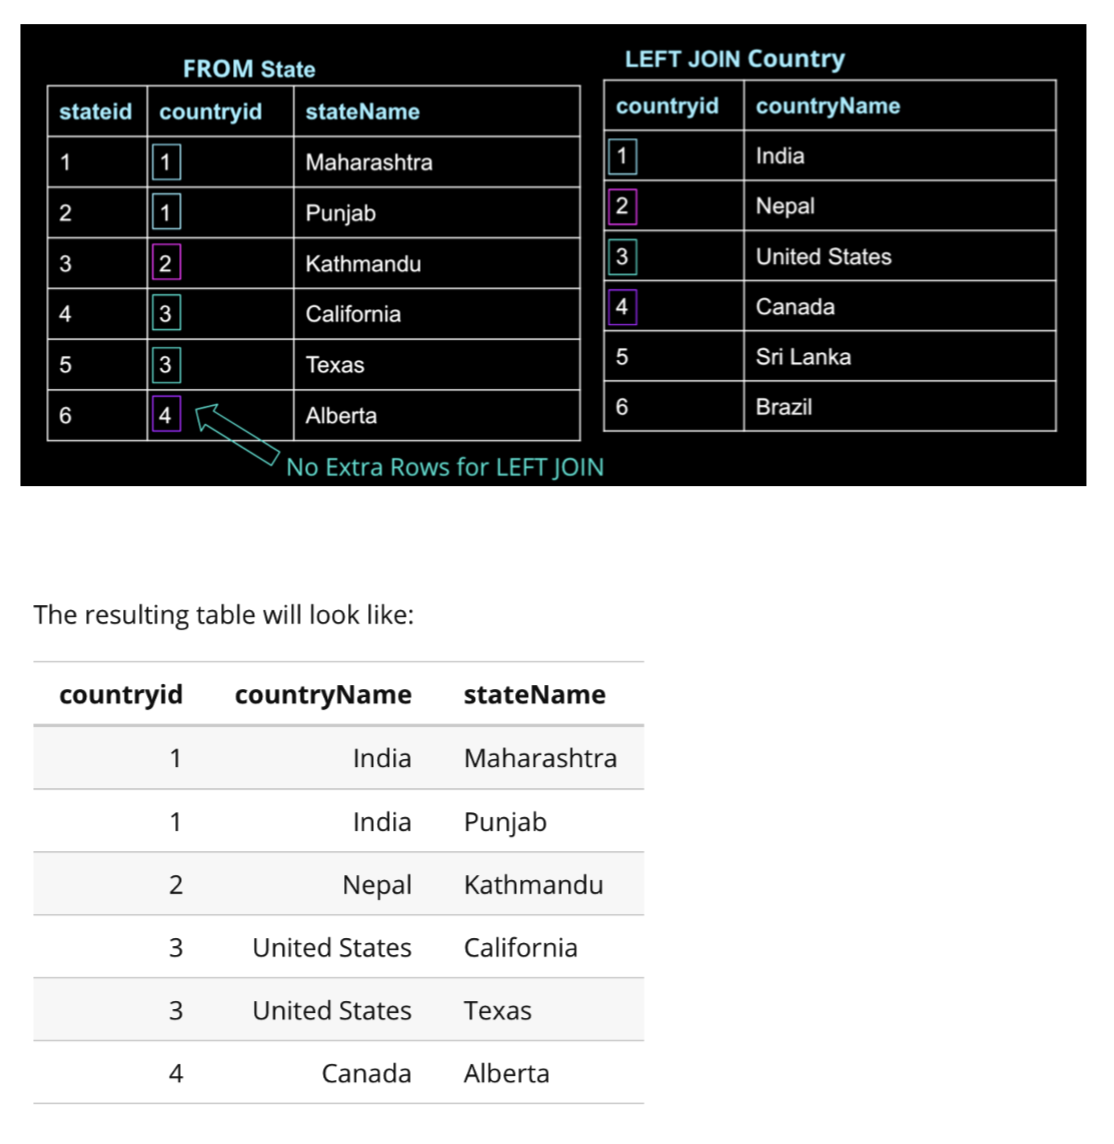 FROM State
stateid countryid stateName
1 1 Maharashtra
2 1 Punjab
3 2 Kathmandu
4 3 California
5 3 Texas
6 4 Alberta
No Extra Rows for LEFT JOIN
LEFT JOIN Country
countryid countryName
1 India
2 Nepal
3 United States
4 Canada
5 Sri Lanka
6 Brazil
The resulting table will look like:
countryid countryName stateName
1 India Maharashtra
1 India Punjab
2 Nepal Kathmandu
3 United States California
3 United States Texas
4 Canada Alberta